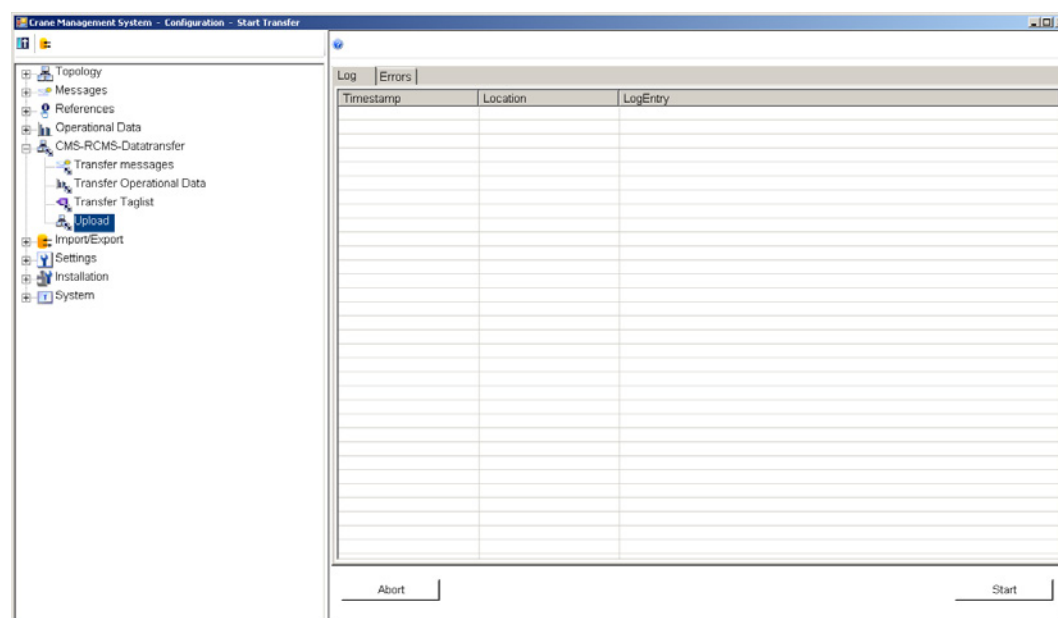 Crane Management System - Configuration - Start Transfer
Topology
Messages
References
Operational Data
CMS-RCMS-Datatransfer
Transfer messages
Transfer Operational Data
Transfer Taglist
Upload
Import/Export
Settings
Installation
System
Log Errors
Timestamp Location LogEntry
Abort Start